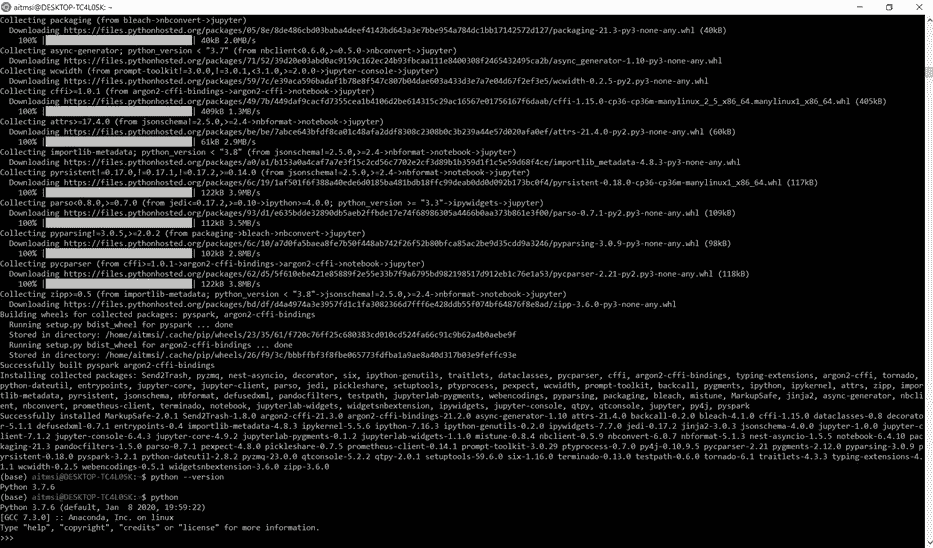 aitmsi@DESKTOP-TC4L0SK: ~
Collecting packaging (from bleach->nbconvert->jupyter)
Downloading https://files.pythonhosted.org/packages/05/8e/8de486cbd03baba4deef4142bd643a3e7bbe954a784dc1bb17142572d127/packaging-21.3-py3-none-any.whl (40kB)
100% || 40kB 2.0MB/s
Collecting async-generator; python_version < "3.7" (from nbclient<0.6.0,>=0.5.0->nbconvert->jupyter)
Downloading https://files.pythonhosted.org/packages/71/52/39d20e03abd0ac9159c162ec24b93fbcaa111e8400308f2465432495ca2b/async_generator-1.10-py3-none-any.whl
Collecting wcwidth (from prompt-toolkit!=3.0.0,!=3.0.1,<3.1.0,>=2.0.0->jupyter-console->jupyter)
Downloading https://files.pythonhosted.org/packages/59/7c/e39aca596badaf1b78e8f547c807b04dae603a433d3e7a7e04d67f2ef3e5/wcwidth-0.2.5-py2.py3-none-any.whl
Collecting cffi>=1.0.1 (from argon2-cffi-bindings->argon2-cffi->notebook->jupyter)
Downloading https://files.pythonhosted.org/packages/49/7b/449daf9cacfd7355cea1b4106d2be614315c29ac16567e01756167f6daab/cffi-1.15.0-cp36-cp36m-manylinux_2_5_x86_64.manylinux1_x86_64.whl (405kB)
100% || 409kB 1.3MB/s
Collecting attrs>=17.4.0 (from jsonschema!=2.5.0,>=2.4->nbformat->notebook->jupyter)
Downloading https://files.pythonhosted.org/packages/be/be/7abce643bfdf8ca01c48afa2ddf8308c2308b0c3b239a44e57d020afa0ef/attrs-21.4.0-py2.py3-none-any.whl (60kB)
100% || 61kB 2.9MB/s
Collecting importlib-metadata; python_version < "3.8" (from jsonschema!=2.5.0,>=2.4->nbformat->notebook->jupyter)
Downloading https://files.pythonhosted.org/packages/a0/a1/b153a0a4caf7a7e3f15c2cd56c7702e2cf3d89b1b359d1f1c5e59d68f4ce/importlib_metadata-4.8.3-py3-none-any.whl
Collecting pyrsistent!=0.17.0,!=0.17.1,!=0.17.2,>=0.14.0 (from jsonschema!=2.5.0,>=2.4->nbformat->notebook->jupyter)
Downloading https://files.pythonhosted.org/packages/6c/19/1af501f6f388a40ede6d0185ba481bdb18ffc99deab0dd0d092b173bc0f4/pyrsistent-0.18.0-cp36-cp36m-manylinux1_x86_64.whl (117kB)
100% || 122kB 3.9MB/s
Collecting parso<0.8.0,>=0.7.0 (from jedi<=0.17.2,>=0.10->ipython>=4.0.0; python_version >= "3.3"->ipywidgets->jupyter)
Downloading https://files.pythonhosted.org/packages/93/d1/e635bdde32890db5aeb2ffbde17e74f68986305a4466b0aa373b861e3f00/parso-0.7.1-py2.py3-none-any.whl (109kB)
100% || 112kB 3.5MB/s
Collecting pyparsing!=3.0.5,>=2.0.2 (from packaging->bleach->nbconvert->jupyter)
Downloading https://files.pythonhosted.org/packages/6c/10/a7d0fa5baea8fe7b50f448ab742f26f52b80bfca85ac2be9d35cdd9a3246/pyparsing-3.0.9-py3-none-any.whl (98kB)
100% || 102kB 2.8MB/s
Collecting pycparser (from cffi>=1.0.1->argon2-cffi-bindings->argon2-cffi->notebook->jupyter)
Downloading https://files.pythonhosted.org/packages/62/d5/5f610ebe421e85889f2e55e33b7f9a6795bd982198517d912eb1c76e1a53/pycparser-2.21-py2.py3-none-any.whl (118kB)
100% || 122kB 3.8MB/s
Collecting zipp>=0.5 (from importlib-metadata; python_version < "3.8"->jsonschema!=2.5.0,>=2.4->nbformat->notebook->jupyter)
Downloading https://files.pythonhosted.org/packages/bd/df/d4a4974a3e3957fd1c1fa3082366d7fff6e428ddb55f074bf64876f8e8ad/zipp-3.6.0-py3-none-any.whl
Building wheels for collected packages: pyspark, argon2-cffi-bindings
Running setup.py bdist_wheel for pyspark ... done
Stored in directory: /home/aitmsi/.cache/pip/wheels/23/35/61/f720c76ff25c680383cd010cd524fa66c91c9b62a4b0aebe9f
Running setup.py bdist_wheel for argon2-cffi-bindings ... done
Stored in directory: /home/aitmsi/.cache/pip/wheels/26/f9/3c/bbbffbf3f8fbe065773fdfba1a9ae8a40d317b03e9feffc93e
Successfully built pyspark argon2-cffi-bindings
Installing collected packages: Send2Trash, pyzmq, nest-asyncio, decorator, six, ipython-genutils, traitlets, dataclasses, pycparser, cffi, argon2-cffi-bindings, typing-extensions, argon2-cffi, tornado,
python-dateutil, entrypoints, jupyter-core, jupyter-client, parso, jedi, pickleshare, setuptools, ptyprocess, pexpect, wcwidth, prompt-toolkit, backcall, pygments, ipython, ipykernel, attrs, zipp, impor
tlib-metadata, pyrsistent, jsonschema, nbformat, defusedxml, pandocfilters, testpath, jupyterlab-pygments, webencodings, pyparsing, packaging, bleach, mistune, MarkupSafe, jinja2, async-generator, nbcli
ent, nbconvert, prometheus-client, terminado, notebook, jupyterlab-widgets, widgetsnbextension, ipywidgets, jupyter-console, qtpy, qtconsole, jupyter, py4j, pyspark
Successfully installed MarkupSafe-2.0.1 Send2Trash-1.8.0 argon2-cffi-21.3.0 argon2-cffi-bindings-21.2.0 async-generator-1.10 attrs-21.4.0 backcall-0.2.0 bleach-4.1.0 cffi-1.15.0 dataclasses-0.8 decorato
r-5.1.1 defusedxml-0.7.1 entrypoints-0.4 importlib-metadata-4.8.3 ipykernel-5.5.6 ipython-7.16.3 ipython-genutils-0.2.0 ipywidgets-7.7.0 jedi-0.17.2 jinja2-3.0.3 jsonschema-4.0.0 jupyter-1.0.0 jupyter-c
lient-7.1.2 jupyter-console-6.4.3 jupyter-core-4.9.2 jupyterlab-pygments-0.1.2 jupyterlab-widgets-1.1.0 mistune-0.8.4 nbclient-0.5.9 nbconvert-6.0.7 nbformat-5.1.3 nest-asyncio-1.5.5 notebook-6.4.10 pac
kaging-21.3 pandocfilters-1.5.0 parso-0.7.1 pexpect-4.8.0 pickleshare-0.7.5 prometheus-client-0.14.1 prompt-toolkit-3.0.29 ptyprocess-0.7.0 py4j-0.10.9.3 pycparser-2.21 pygments-2.12.0 pyparsing-3.0.9 p
yrsistent-0.18.0 pyspark-3.2.1 python-dateutil-2.8.2 pyzmq-23.0.0 qtconsole-5.2.2 qtpy-2.0.1 setuptools-59.6.0 six-1.16.0 terminado-0.13.0 testpath-0.6.0 tornado-6.1 traitlets-4.3.3 typing-extensions-4.
1.1 wcwidth-0.2.5 webencodings-0.5.1 widgetsnbextension-3.6.0 zipp-3.6.0
(base) aitmsi@DESKTOP-TC4L0SK:~$ python --version
Python 3.7.6
(base) aitmsi@DESKTOP-TC4L0SK:~$ python
Python 3.7.6 (default, Jan  8 2020, 19:59:22)
[GCC 7.3.0] :: Anaconda, Inc. on linux
Type "help", "copyright", "credits" or "license" for more information.
>>>